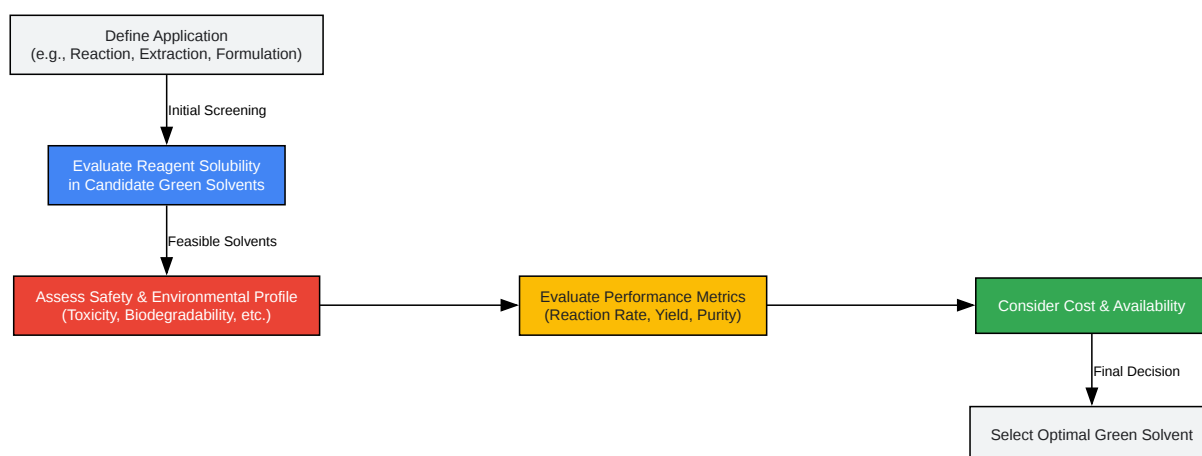 Define Application
(e.g., Reaction, Extraction, Formulation)
Initial Screening
Evaluate Reagent Solubility
in Candidate Green Solvents
Feasible Solvents
Assess Safety & Environmental Profile
(Toxicity, Biodegradability, etc.)
Evaluate Performance Metrics
(Reaction Rate, Yield, Purity)
Consider Cost & Availability
Final Decision
Select Optimal Green Solvent